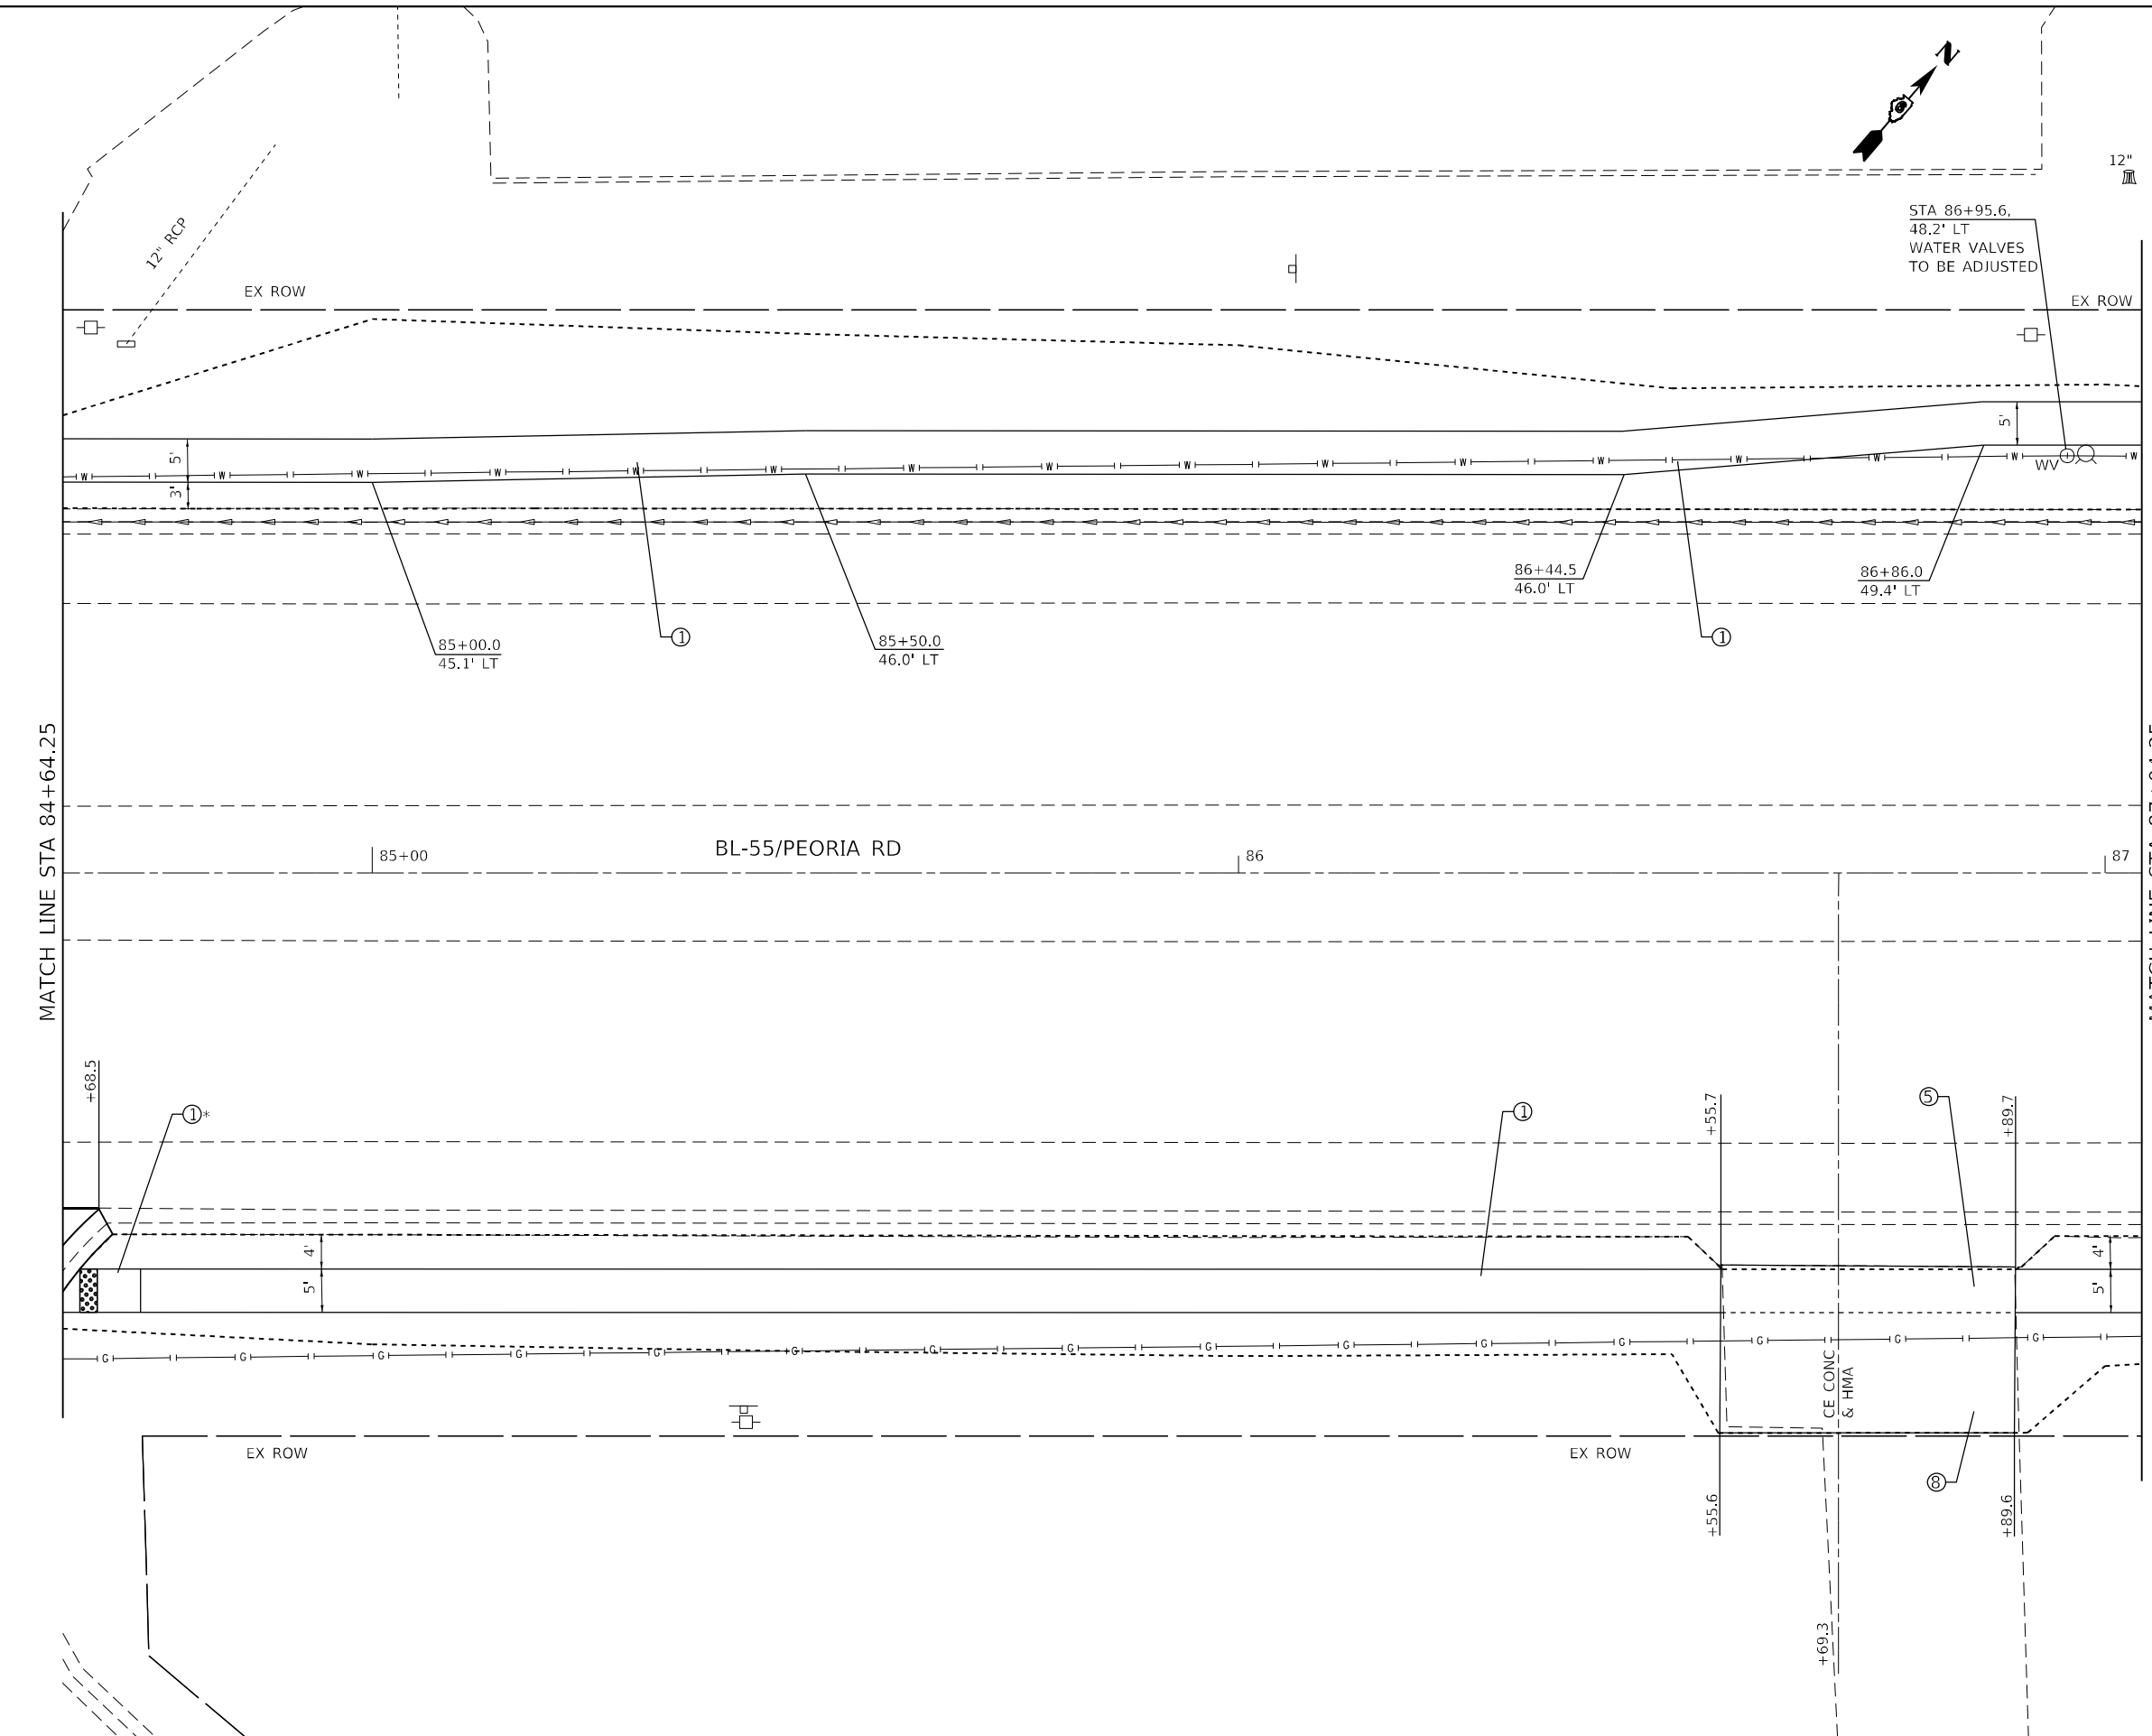 N
12"
STA 86+95.6,
48.2' LT
WATER VALVES
TO BE ADJUSTED
12" RCP
EX ROW
EX ROW
5'
5'
3'
W W W W W W W W W W W W W W W W
WV
86+44.5
46.0' LT
86+86.0
49.4' LT
85+00.0
45.1' LT
1
85+50.0
46.0' LT
1
MATCH LINE STA 84+64.25
BL-55/PEORIA RD
85+00
86
87
MATCH LINE STA
+68.5
1*
1
+55.7
5
+89.7
4'
5'
4'
5'
G G G G G G G G G G G G G G G
CE CONC
& HMA
EX ROW
EX ROW
8
+55.6
+89.6
+69.3